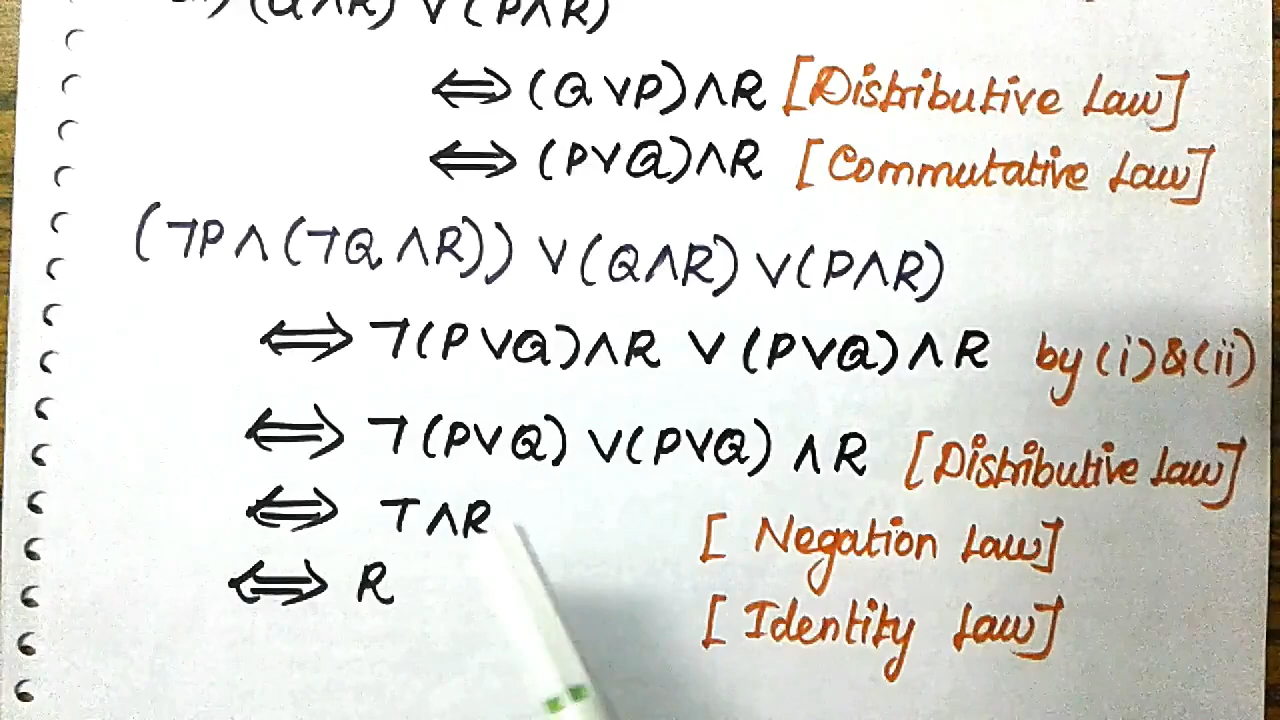 (Q∧R) ∨ (P∧R)
⟺ (Q∨P)∧R [Distributive Law]
⟺ (P∨Q)∧R [Commutative Law]
(¬P∧(¬Q∧R)) ∨ (Q∧R) ∨ (P∧R)
⟺ ¬(P∨Q)∧R ∨ (P∨Q)∧R by (i)&(ii)
⟺ ¬(P∨Q) ∨(P∨Q) ∧R [Distributive Law]
⟺ T∧R [Negation Law]
⟺ R [Identity Law]